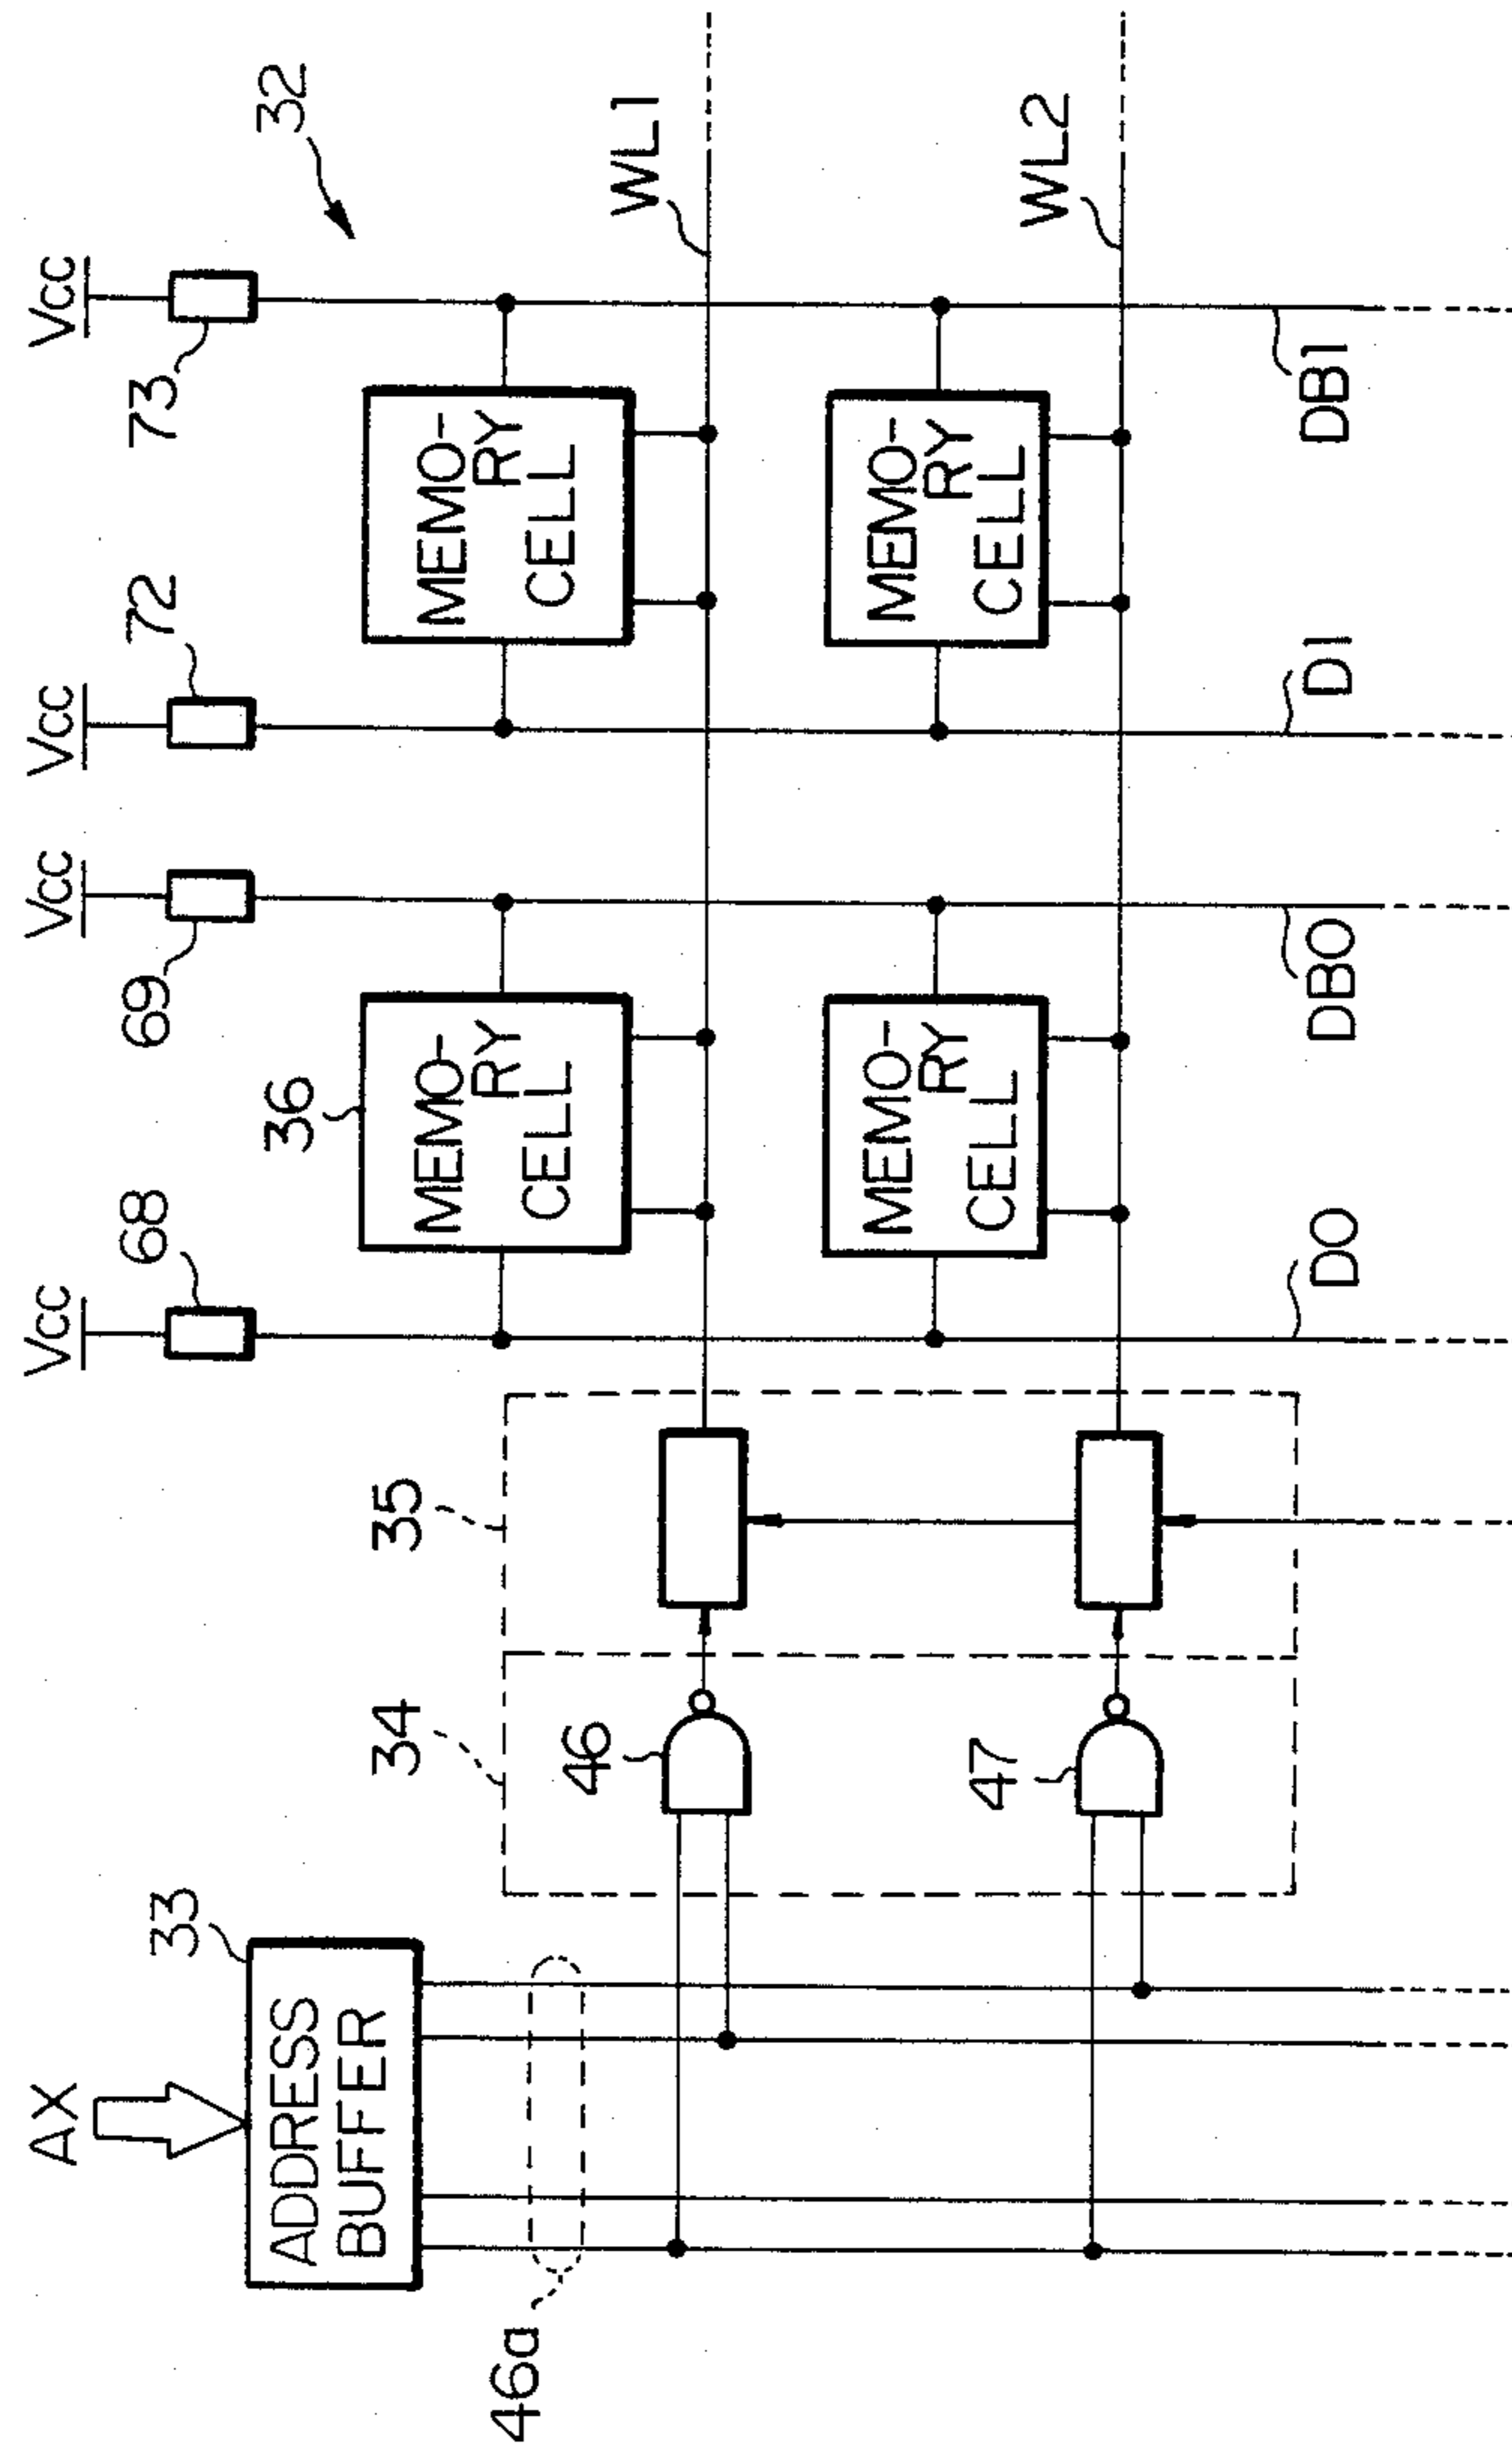 AX
Vcc
Vcc
Vcc
Vcc
33
68
69
72
73
ADDRESS
BUFFER
36
32
34
35
MEMO-
RY
CELL
MEMO-
RY
CELL
46a
46
WL1
MEMO-
RY
CELL
MEMO-
RY
CELL
47
WL2
D0
DB0
D1
DB1